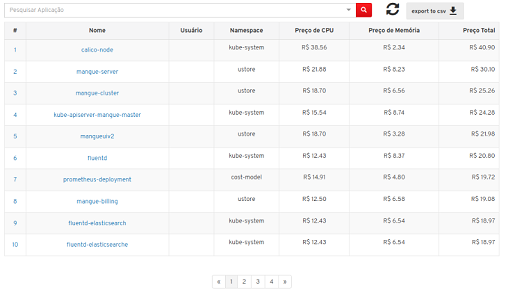 Pesquisar Aplicação export to csv
# Nome Usuário Namespace Preço de CPU Preço de Memória Preço Total
1 calico-node kube-system R$ 38,56 R$ 2,34 R$ 40,90
2 mangue-server ustore R$ 21,88 R$ 8,23 R$ 30,10
3 mangue-cluster ustore R$ 18,70 R$ 6,56 R$ 25,26
4 kube-apiserver-mangue-master kube-system R$ 15,54 R$ 8,74 R$ 24,28
5 mangueuiv2 ustore R$ 18,70 R$ 3,28 R$ 21,98
6 fluentd kube-system R$ 12,43 R$ 8,37 R$ 20,80
7 prometheus-deployment cost-model R$ 14,91 R$ 4,80 R$ 19,72
8 mangue-billing ustore R$ 12,50 R$ 6,58 R$ 19,08
9 fluentd-elasticsearch kube-system R$ 12,43 R$ 6,54 R$ 18,97
10 fluentd-elasticsearche kube-system R$ 12,43 R$ 6,54 R$ 18,97
« 1 2 3 4 »